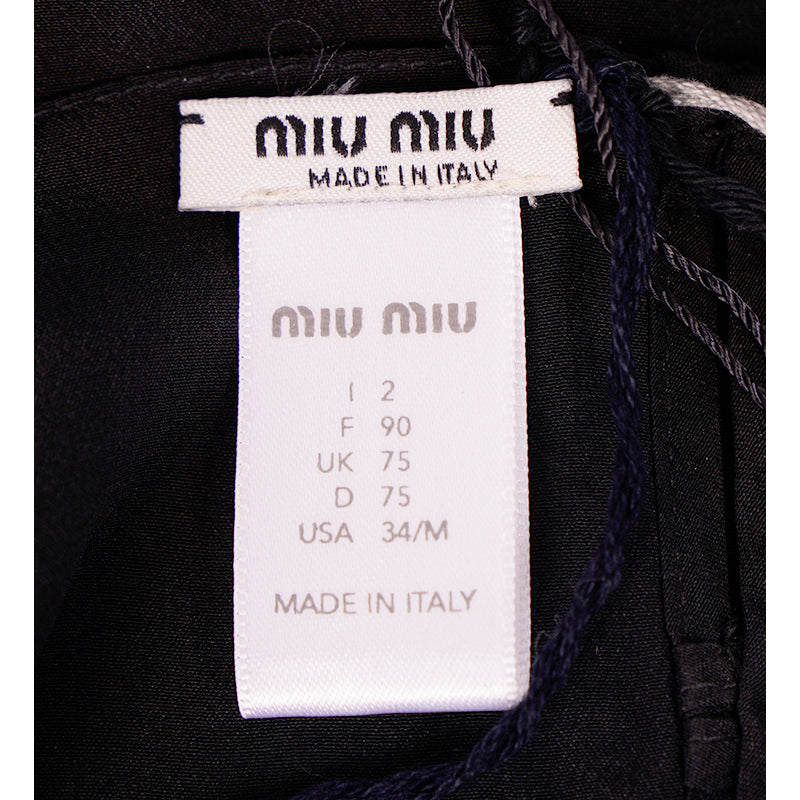 MIU MIU
MADE IN ITALY
MIU MIU
I 2
F 90
UK 75
D 75
USA 34/M
MADE IN ITALY